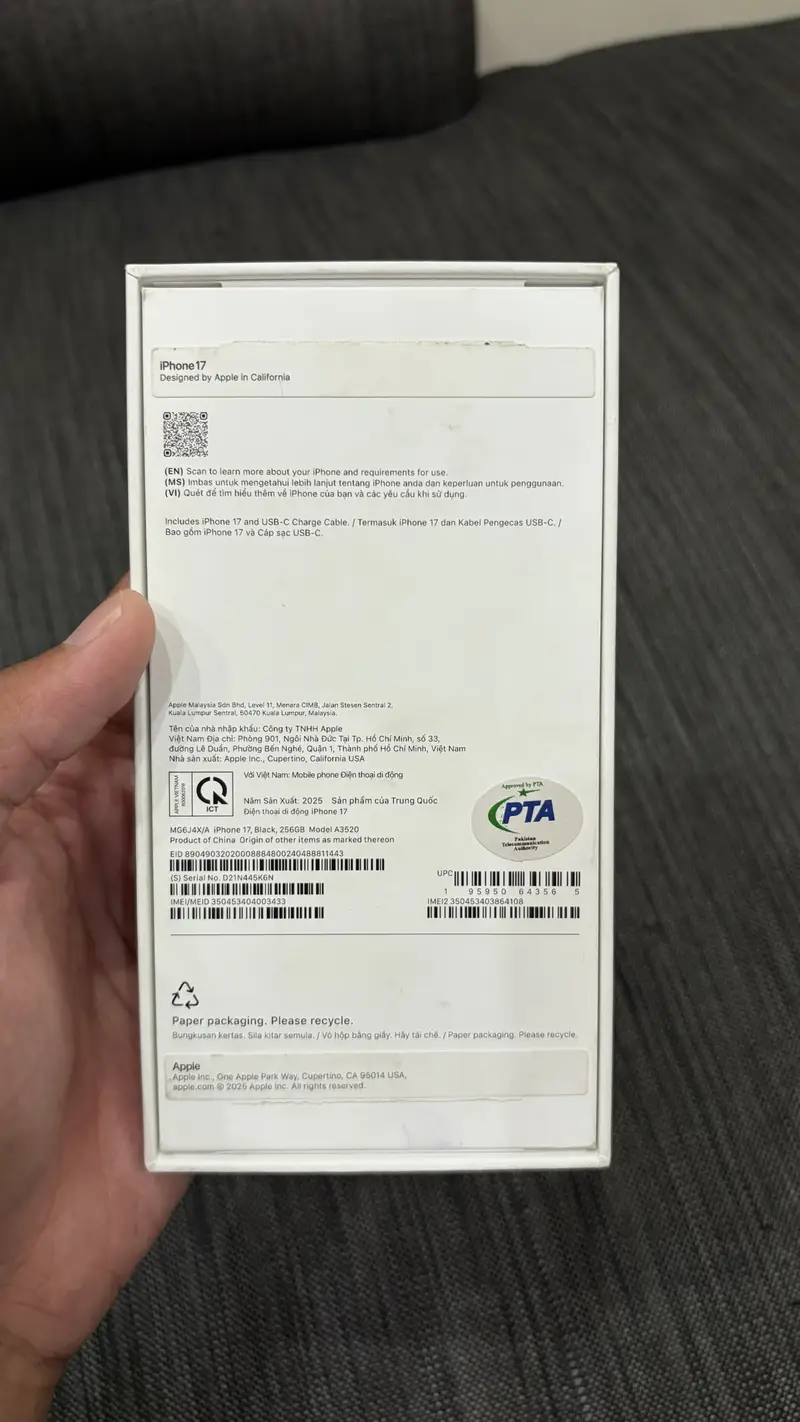 iPhone 17
Designed by Apple in California
(EN) Scan to learn more about your iPhone and requirements for use.
(MS) Imbas untuk mengetahui lebih lanjut tentang iPhone anda dan keperluan untuk penggunaan.
(VI) Quét để tìm hiểu thêm về iPhone của bạn và các yêu cầu khi sử dụng.
Includes iPhone 17 and USB-C Charge Cable. / Termasuk iPhone 17 dan Kabel Pengecas USB-C. /
Bao gồm iPhone 17 và Cáp sạc USB-C.
Apple Malaysia Sdn Bhd, Level 11, Menara CIMB, Jalan Stesen Sentral 2,
Kuala Lumpur Sentral, 50470 Kuala Lumpur, Malaysia.
Tên của nhà nhập khẩu: Công ty TNHH Apple
Việt Nam Địa chỉ: Phòng 901, Ngôi Nhà Đức Tại Tp. Hồ Chí Minh, số 33,
đường Lê Duẩn, Phường Bến Nghé, Quận 1, Thành phố Hồ Chí Minh, Việt Nam
Nhà sản xuất: Apple Inc., Cupertino, California USA
APPLE VIETNAM
ICT
Với Việt Nam: Mobile phone Điện thoại di động
Năm Sản Xuất: 2025 Sản phẩm của Trung Quốc
Điện thoại di động iPhone 17
Approved by PTA
PTA
Pakistan
Telecommunication
Authority
MG6J4X/A iPhone 17, Black, 256GB Model A3520
Product of China Origin of other items as marked thereon
EID 89049032020008884800240488811443
(S) Serial No. D21N445K6N
UPC
1 95950 64356 5
IMEI/MEID 350453404003433
IMEI2 350453403864108
Paper packaging. Please recycle.
Bungkusan kertas. Sila kitar semula. / Vỏ hộp bằng giấy. Hãy tái chế. / Paper packaging. Please recycle.
Apple
Apple Inc., One Apple Park Way, Cupertino, CA 95014 USA,
apple.com © 2025 Apple Inc. All rights reserved.